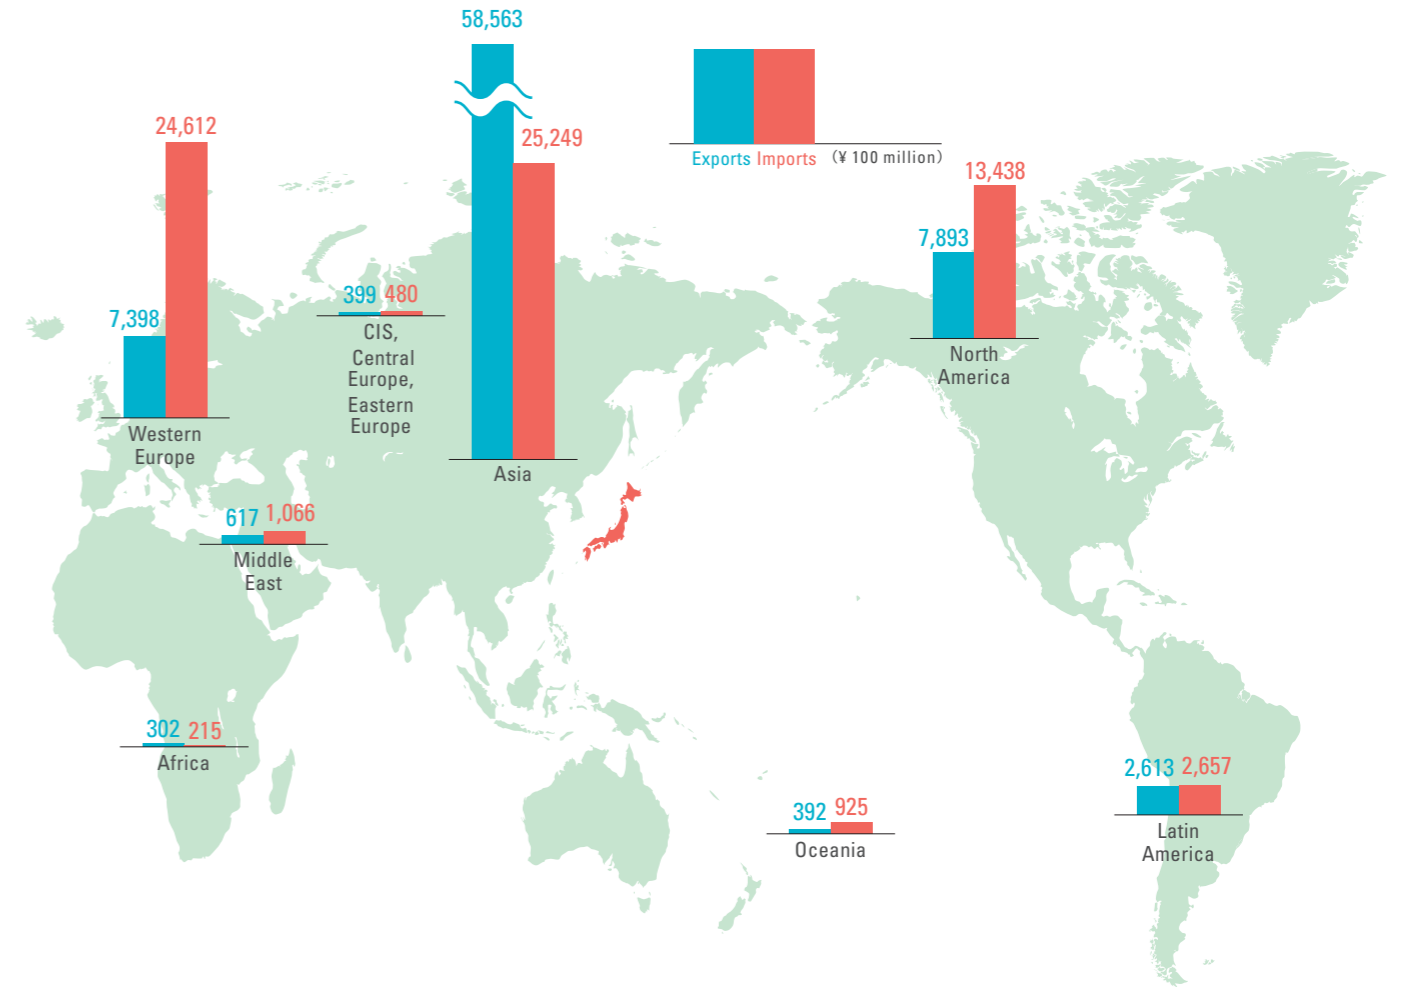 58,563
25,249
Asia
Exports Imports (¥ 100 million)
24,612
7,398
Western
Europe
399 480
CIS,
Central
Europe,
Eastern
Europe
13,438
7,893
North
America
617 1,066
Middle
East
302 215
Africa
392 925
Oceania
2,613 2,657
Latin
America